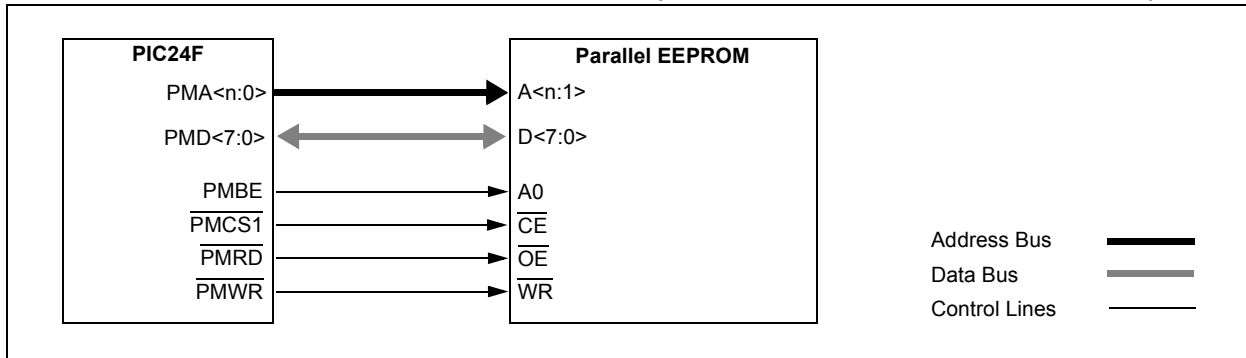 PIC24F
Parallel EEPROM
PMA<n:0>
A<n:1>
PMD<7:0>
D<7:0>
PMBE
A0
PMCS1
CE
PMRD
OE
PMWR
WR
Address Bus
Data Bus
Control Lines